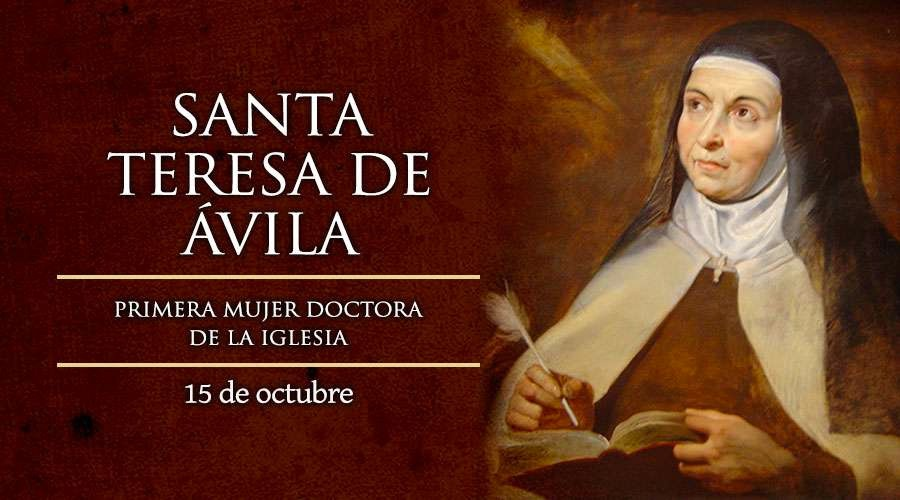 SANTA
TERESA DE
ÁVILA
PRIMERA MUJER DOCTORA
DE LA IGLESIA
15 de octubre